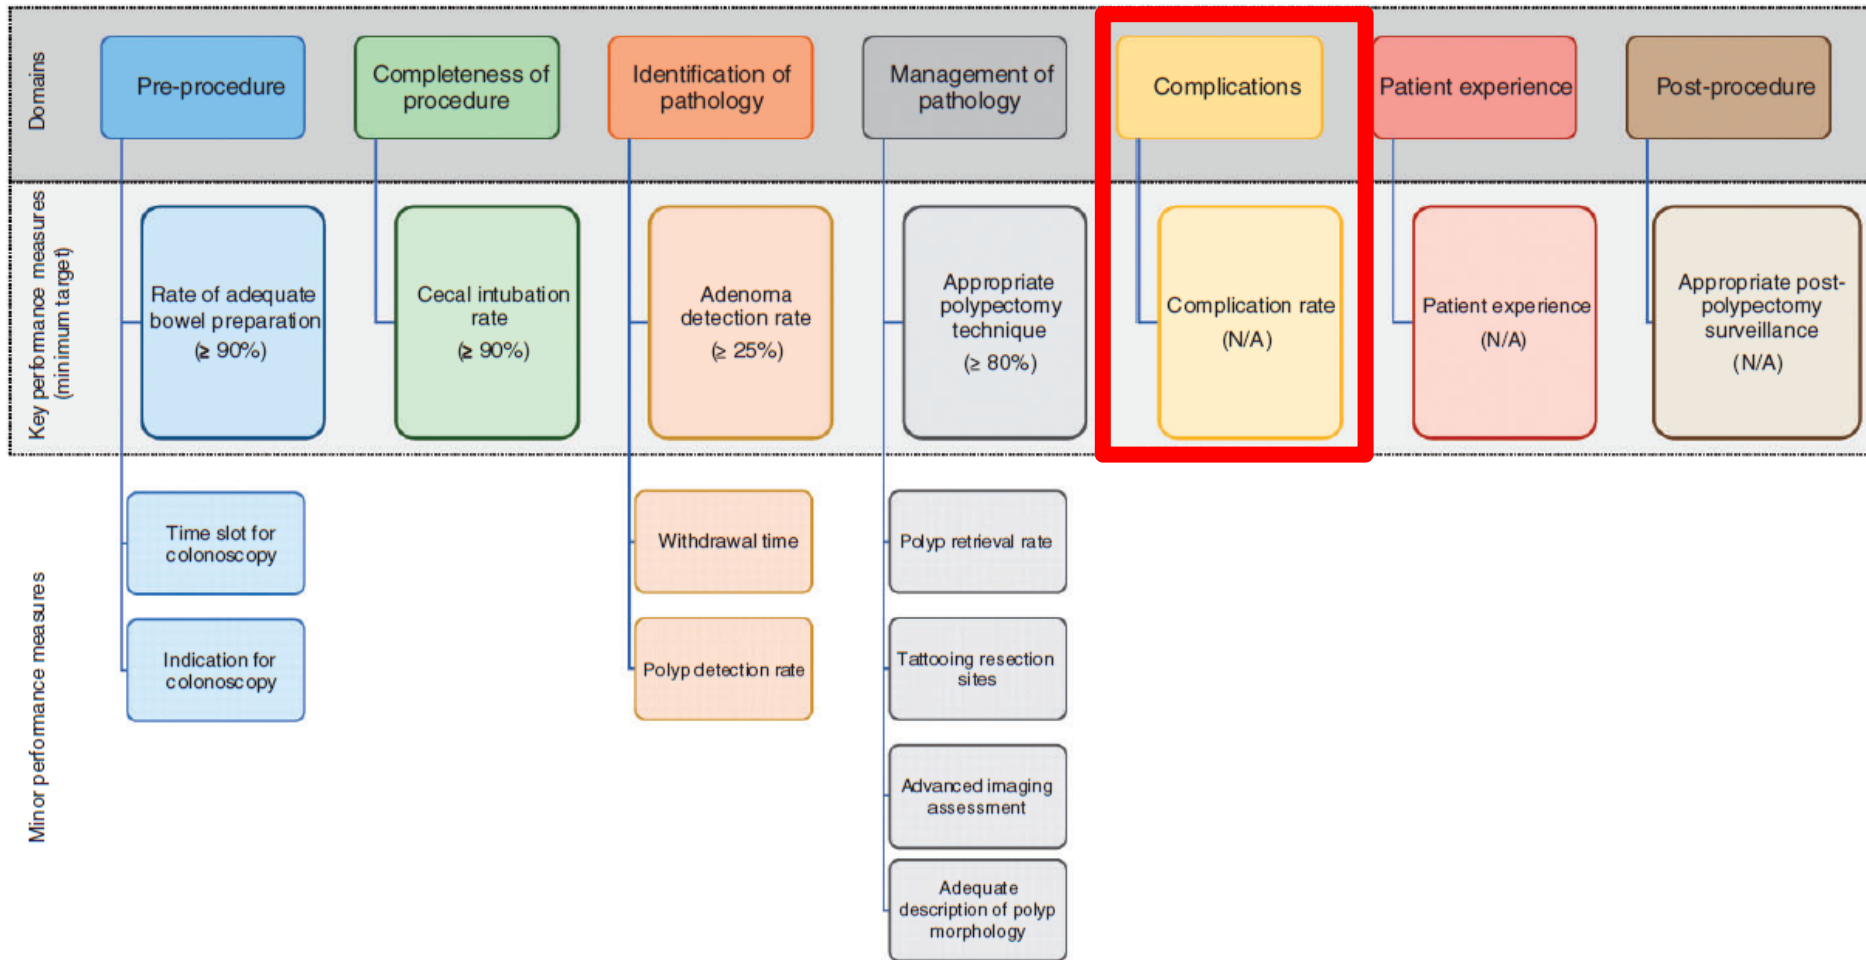 Domains
Pre-procedure
Completeness of
procedure
Identification of
pathology
Management of
pathology
Complications
Patient experience
Post-procedure
Key performance measures
(minimum target)
Rate of adequate
bowel preparation
(≥ 90%)
Cecal intubation
rate
(≥ 90%)
Adenoma
detection rate
(≥ 25%)
Appropriate
polypectomy
technique
(≥ 80%)
Complication rate
(N/A)
Patient experience
(N/A)
Appropriate post-
polypectomy
surveillance
(N/A)
Minor performance measures
Time slot for
colonoscopy
Indication for
colonoscopy
Withdrawal time
Polyp detection rate
Polyp retrieval rate
Tattooing resection
sites
Advanced imaging
assessment
Adequate
description of polyp
morphology